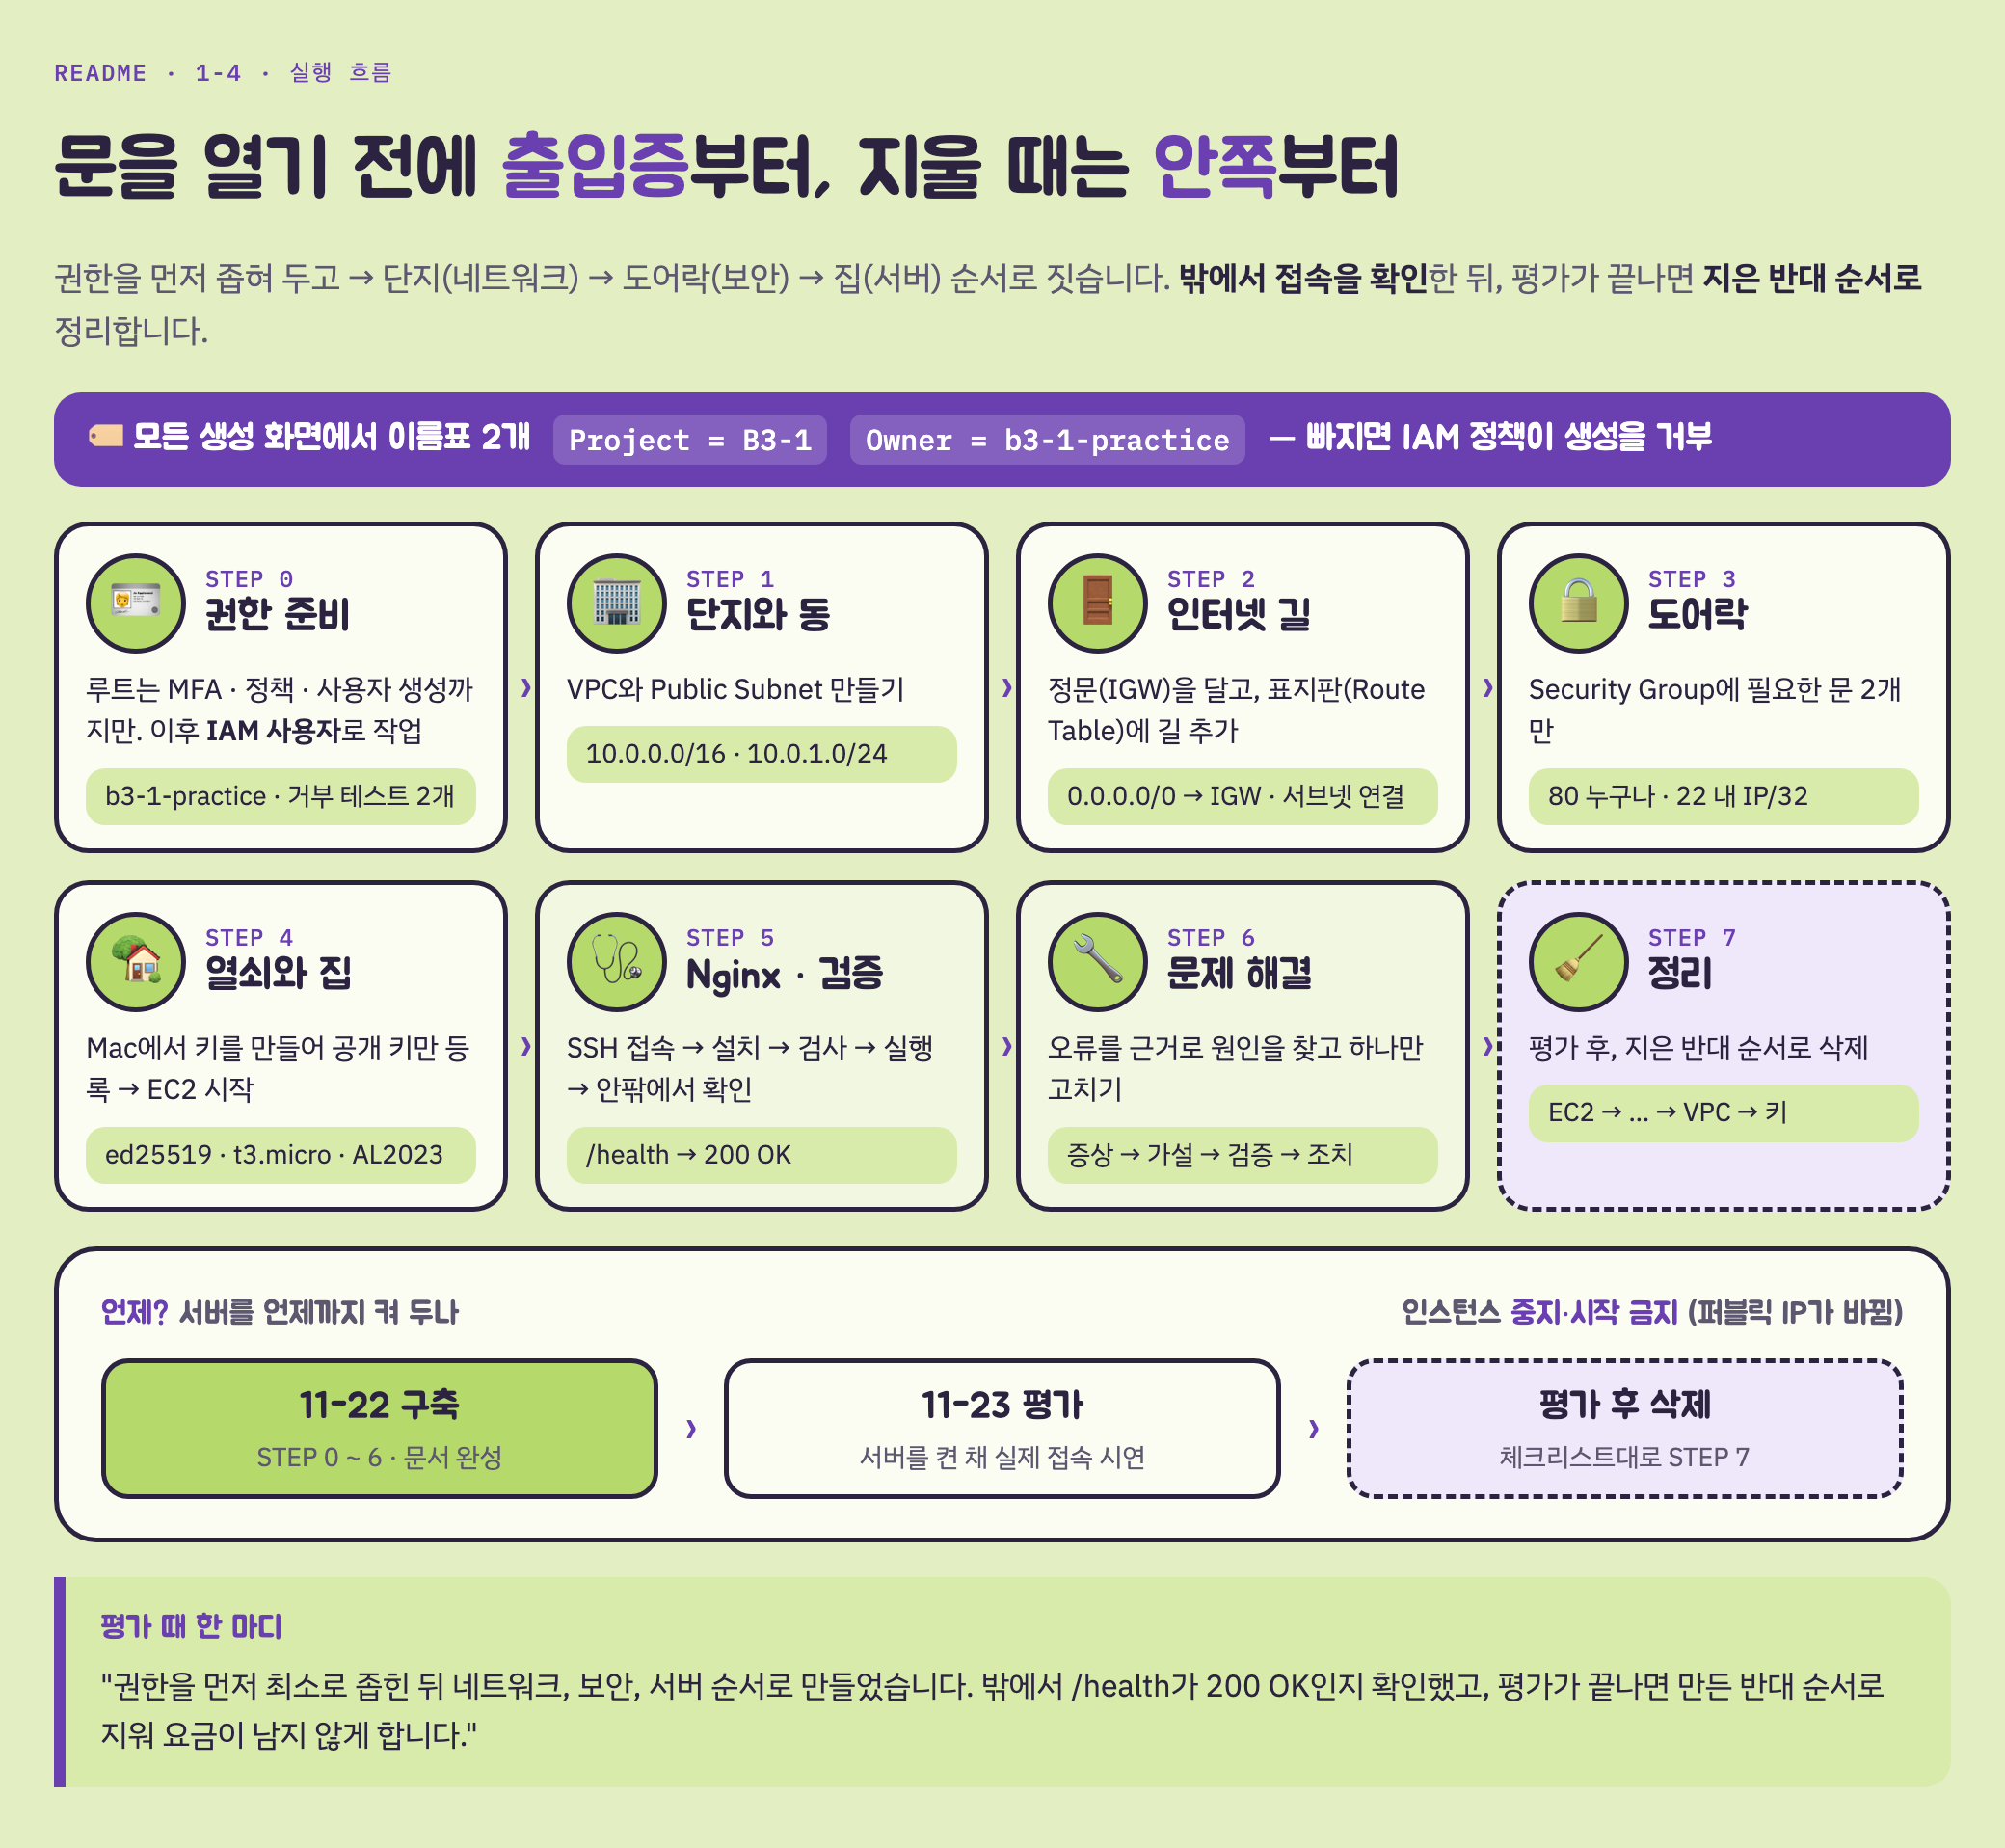 README · 1-4 · 실행 흐름
문을 열기 전에 출입증부터, 지울 때는 안쪽부터
권한을 먼저 좁혀 두고 → 단지(네트워크) → 도어락(보안) → 집(서버) 순서로 짓습니다. 밖에서 접속을 확인한 뒤, 평가가 끝나면 지은 반대 순서로
정리합니다.
모든 생성 화면에서 이름표 2개 Project = B3-1 Owner = b3-1-practice — 빠지면 IAM 정책이 생성을 거부
STEP 0
권한 준비
루트는 MFA · 정책 · 사용자 생성까
지만. 이후 IAM 사용자로 작업
b3-1-practice · 거부 테스트 2개
›
STEP 1
단지와 동
VPC와 Public Subnet 만들기
10.0.0.0/16 · 10.0.1.0/24
›
STEP 2
인터넷 길
정문(IGW)을 달고, 표지판(Route
Table)에 길 추가
0.0.0.0/0 → IGW · 서브넷 연결
›
STEP 3
도어락
Security Group에 필요한 문 2개
만
80 누구나 · 22 내 IP/32
STEP 4
열쇠와 집
Mac에서 키를 만들어 공개 키만 등
록 → EC2 시작
ed25519 · t3.micro · AL2023
›
STEP 5
Nginx · 검증
SSH 접속 → 설치 → 검사 → 실행
→ 안팎에서 확인
/health → 200 OK
›
STEP 6
문제 해결
오류를 근거로 원인을 찾고 하나만
고치기
증상 → 가설 → 검증 → 조치
›
STEP 7
정리
평가 후, 지은 반대 순서로 삭제
EC2 → ... → VPC → 키
언제? 서버를 언제까지 켜 두나
인스턴스 중지·시작 금지 (퍼블릭 IP가 바뀜)
11-22 구축
STEP 0 ~ 6 · 문서 완성
›
11-23 평가
서버를 켠 채 실제 접속 시연
›
평가 후 삭제
체크리스트대로 STEP 7
평가 때 한 마디
"권한을 먼저 최소로 좁힌 뒤 네트워크, 보안, 서버 순서로 만들었습니다. 밖에서 /health가 200 OK인지 확인했고, 평가가 끝나면 만든 반대 순서로
지워 요금이 남지 않게 합니다."